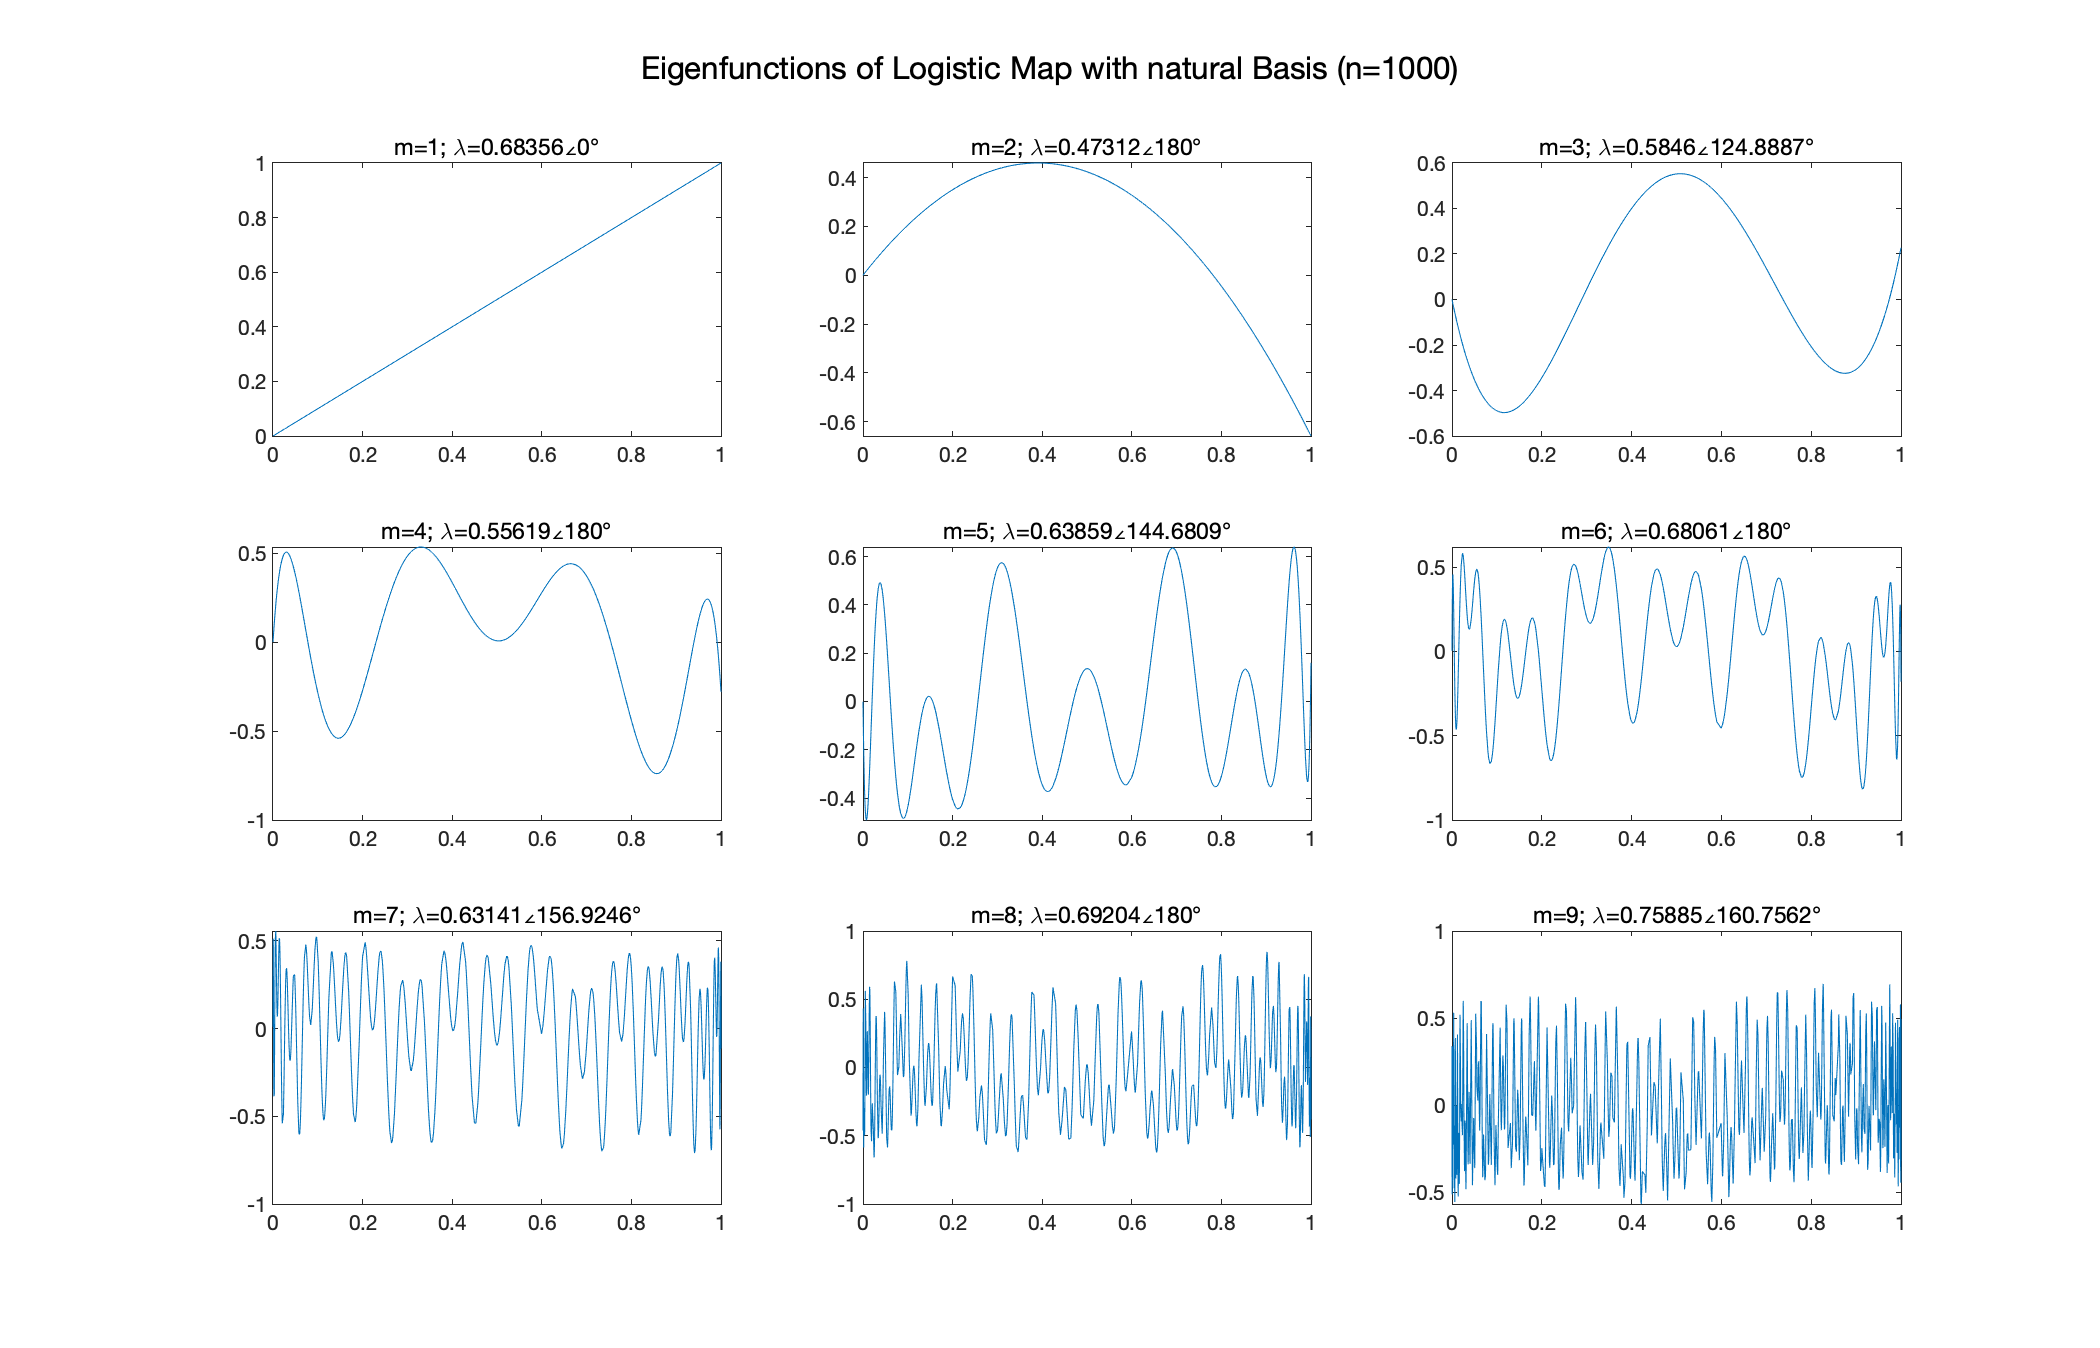 Eigenfunctions of Logistic Map with natural Basis (n=1000)
m=1; λ=0.68356∠0°
m=2; λ=0.47312∠180°
m=3; λ=0.5846∠124.8887°
1
0.8
0.6
0.4
0.2
0
0 0.2 0.4 0.6 0.8 1
0.4
0.2
0
-0.2
-0.4
-0.6
0 0.2 0.4 0.6 0.8 1
0.6
0.4
0.2
0
-0.2
-0.4
-0.6
0 0.2 0.4 0.6 0.8 1
m=4; λ=0.55619∠180°
m=5; λ=0.63859∠144.6809°
m=6; λ=0.68061∠180°
0.5
0
-0.5
-1
0 0.2 0.4 0.6 0.8 1
0.6
0.4
0.2
0
-0.2
-0.4
0 0.2 0.4 0.6 0.8 1
0.5
0
-0.5
-1
0 0.2 0.4 0.6 0.8 1
m=7; λ=0.63141∠156.9246°
m=8; λ=0.69204∠180°
m=9; λ=0.75885∠160.7562°
0.5
0
-0.5
-1
0 0.2 0.4 0.6 0.8 1
1
0.5
0
-0.5
-1
0 0.2 0.4 0.6 0.8 1
1
0.5
0
-0.5
0 0.2 0.4 0.6 0.8 1